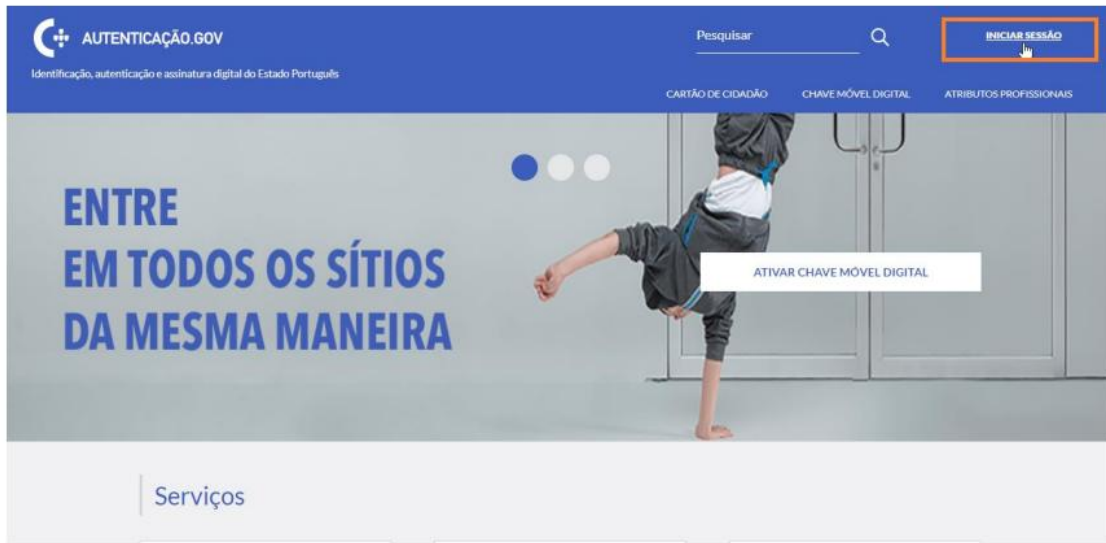 AUTENTICAÇÃO.GOV
Pesquisar
INICIAR SESSÃO
Identificação, autenticação e assinatura digital do Estado Português
CARTÃO DE CIDADÃO
CHAVE MÓVEL DIGITAL
ATRIBUTOS PROFISSIONAIS
ENTRE
EM TODOS OS SÍTIOS
DA MESMA MANEIRA
ATIVAR CHAVE MÓVEL DIGITAL
Serviços